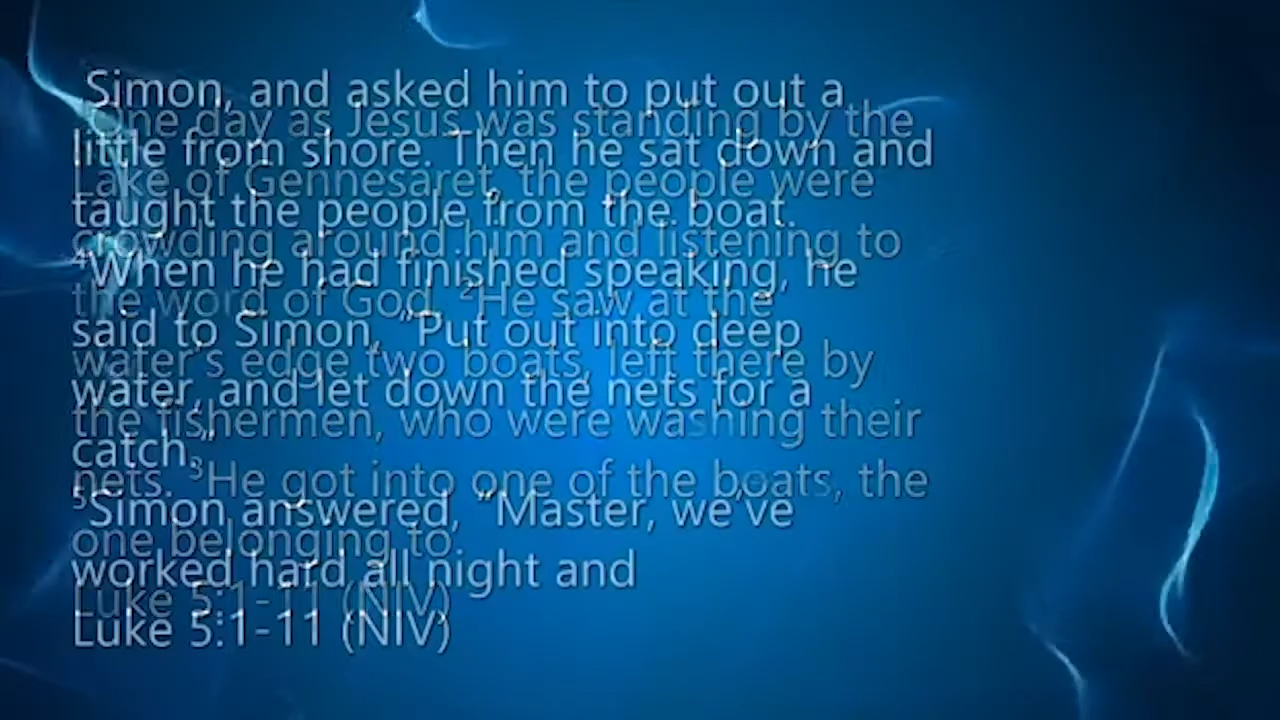 One day as Jesus was standing by the
Lake of Gennesaret, the people were
crowding around him and listening to
the word of God. ²He saw at the
water's edge two boats, left there by
the fishermen, who were washing their
nets. ³He got into one of the boats, the
one belonging to
Luke 5:1-11 (NIV)
Simon, and asked him to put out a
little from shore. Then he sat down and
taught the people from the boat.
⁴When he had finished speaking, he
said to Simon, “Put out into deep
water, and let down the nets for a
catch.”
⁵Simon answered, “Master, we’ve
worked hard all night and
Luke 5:1-11 (NIV)